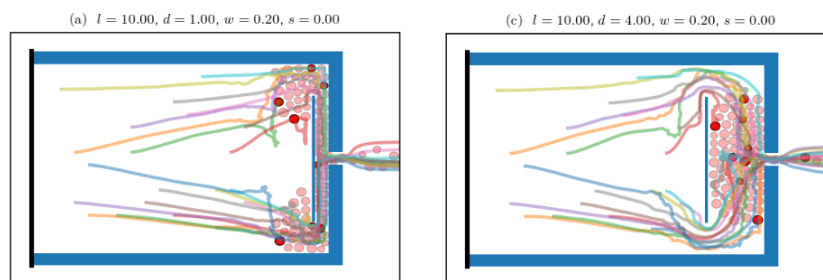 (a) l = 10.00, d = 1.00, w = 0.20, s = 0.00
(c) l = 10.00, d = 4.00, w = 0.20, s = 0.00